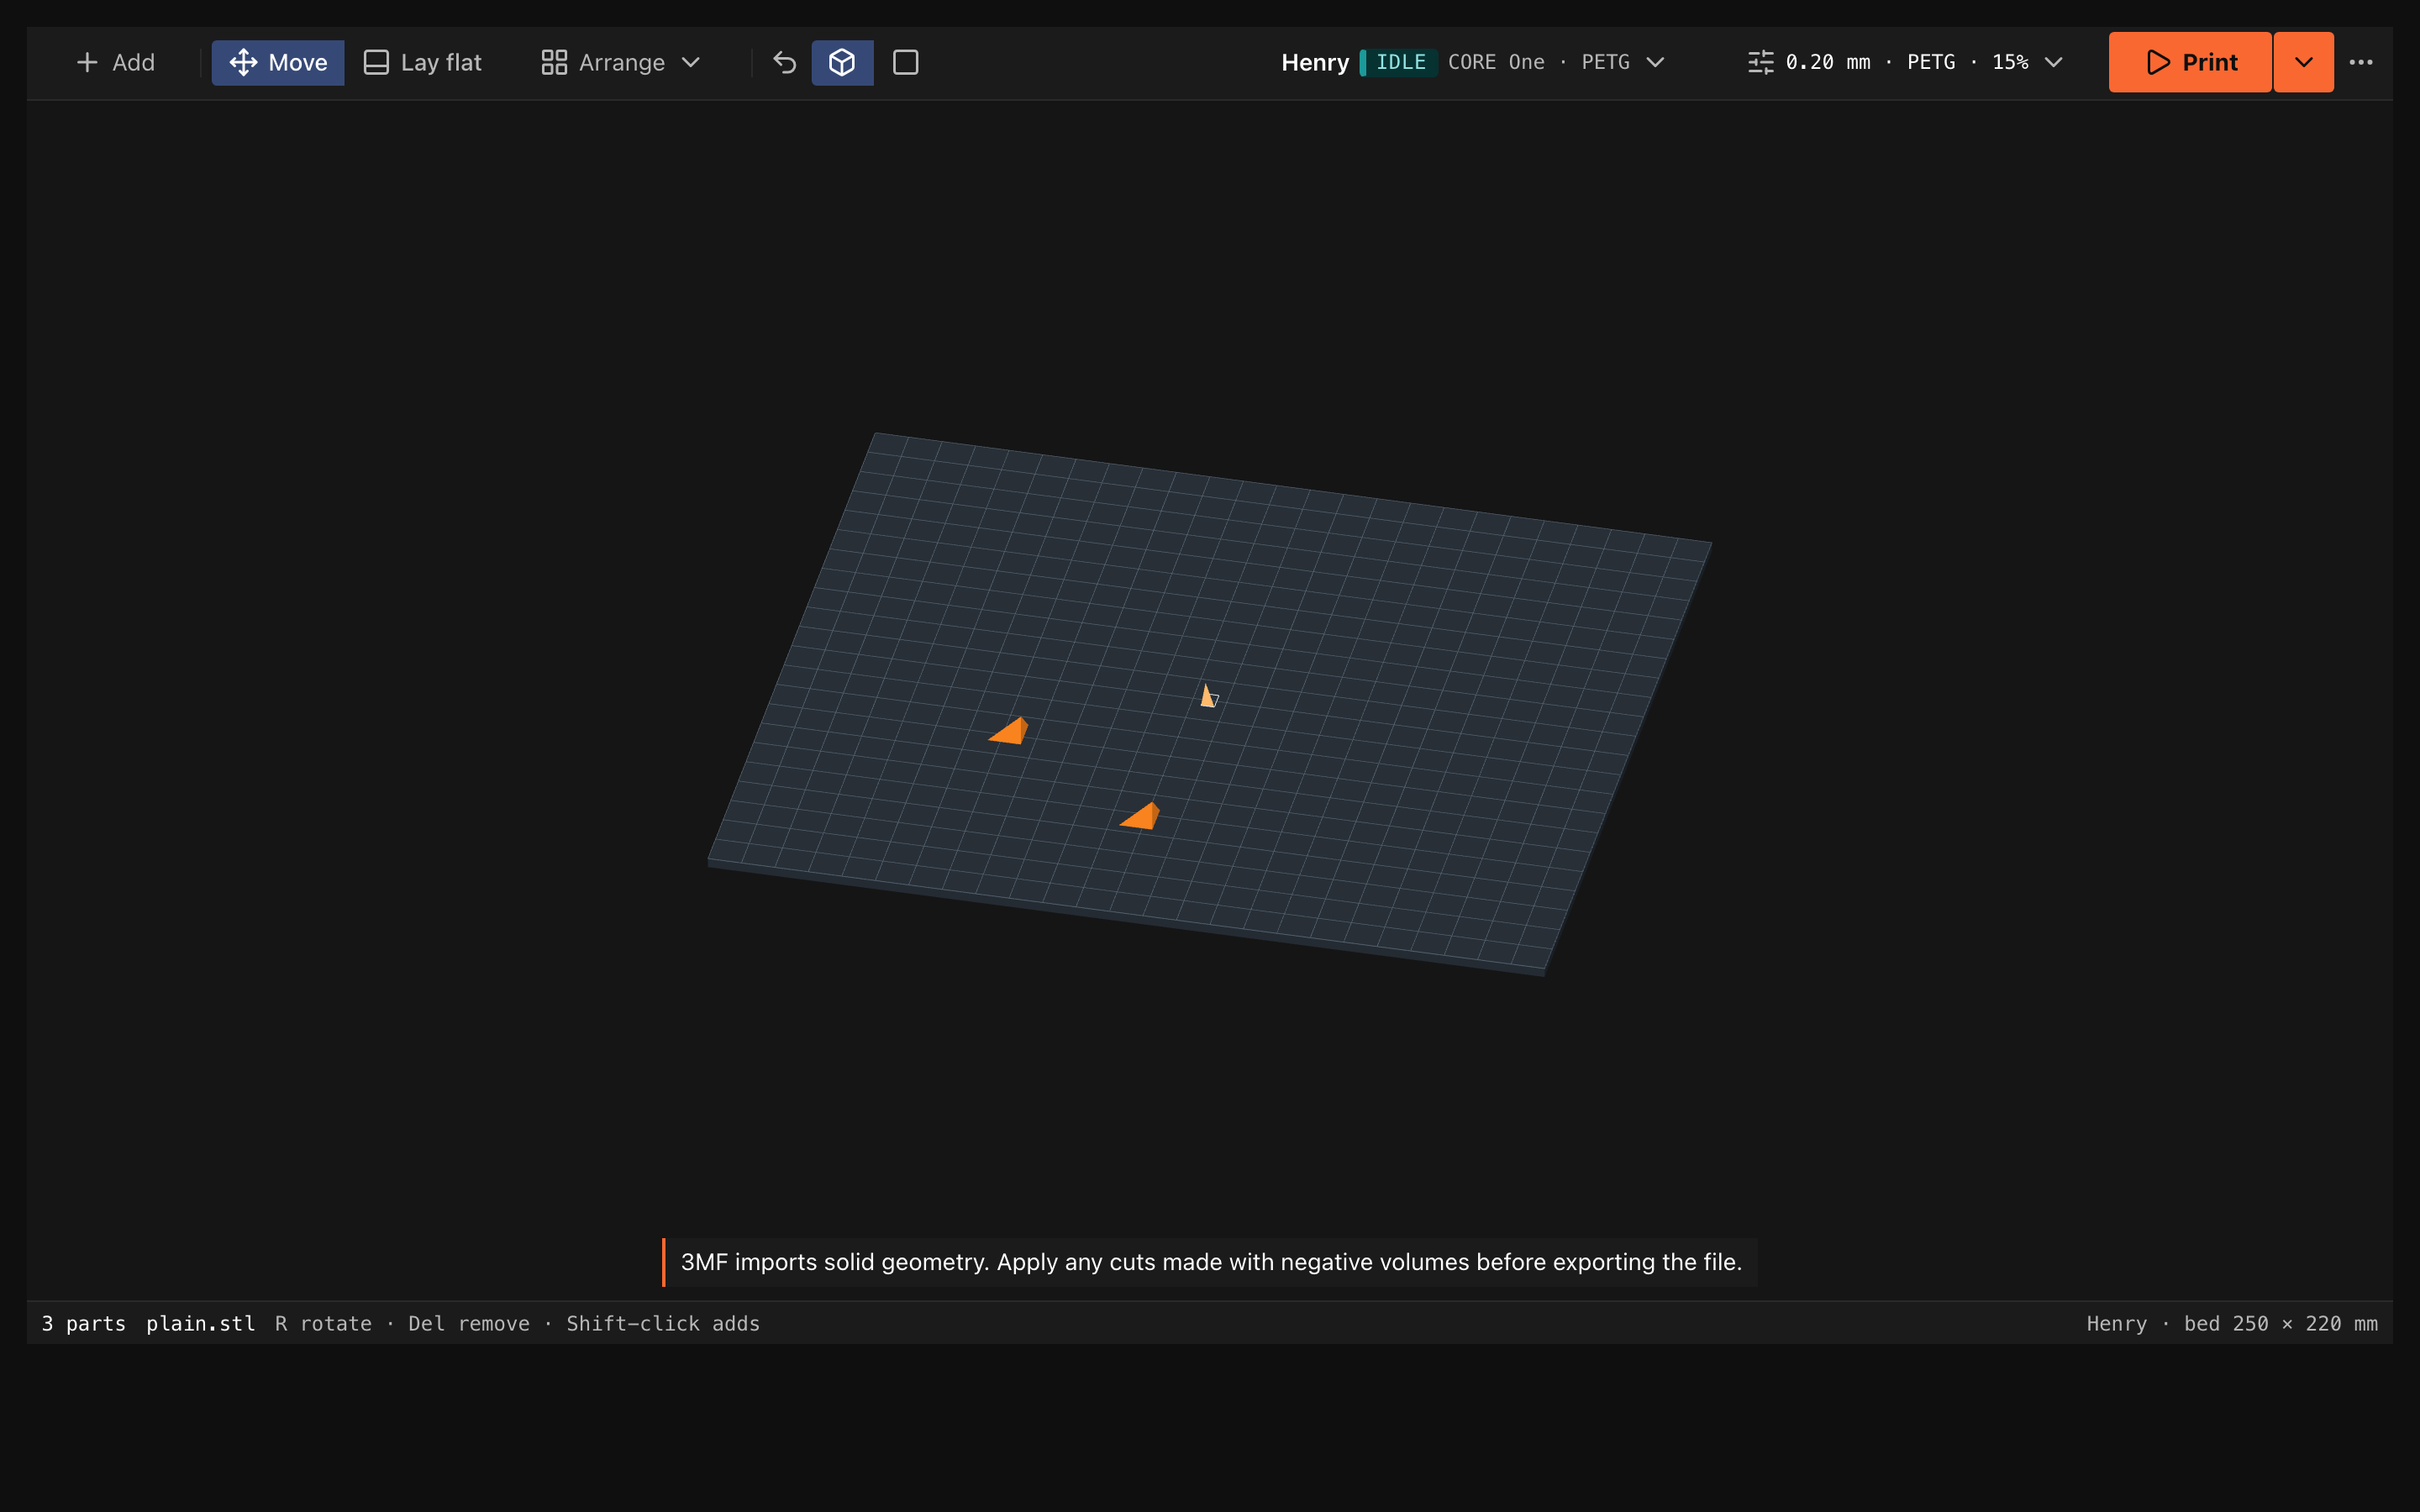 Add Move Lay flat Arrange Henry IDLE CORE One · PETG 0.20 mm · PETG · 15% Print
3MF imports solid geometry. Apply any cuts made with negative volumes before exporting the file.
3 parts plain.stl R rotate · Del remove · Shift-click adds Henry · bed 250 × 220 mm